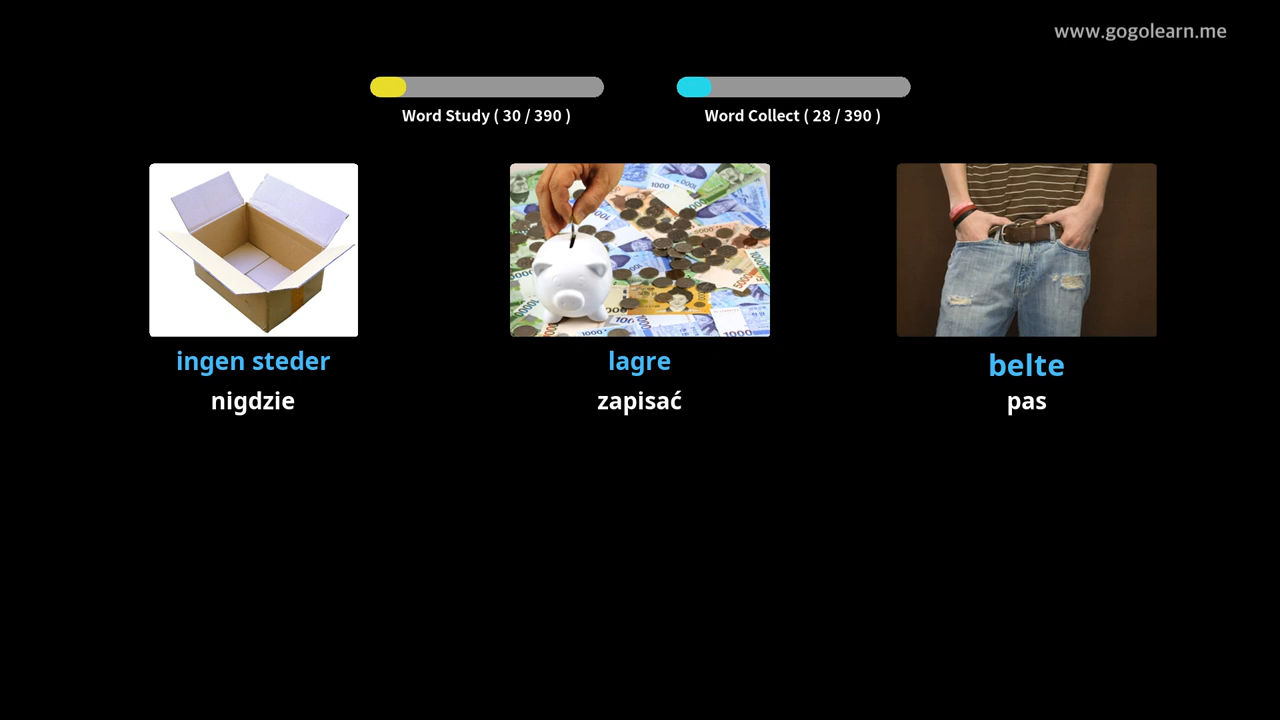 www.gogolearn.me
Word Study ( 30 / 390 )
Word Collect ( 28 / 390 )
ingen steder
lagre
belte
nigdzie
zapisać
pas